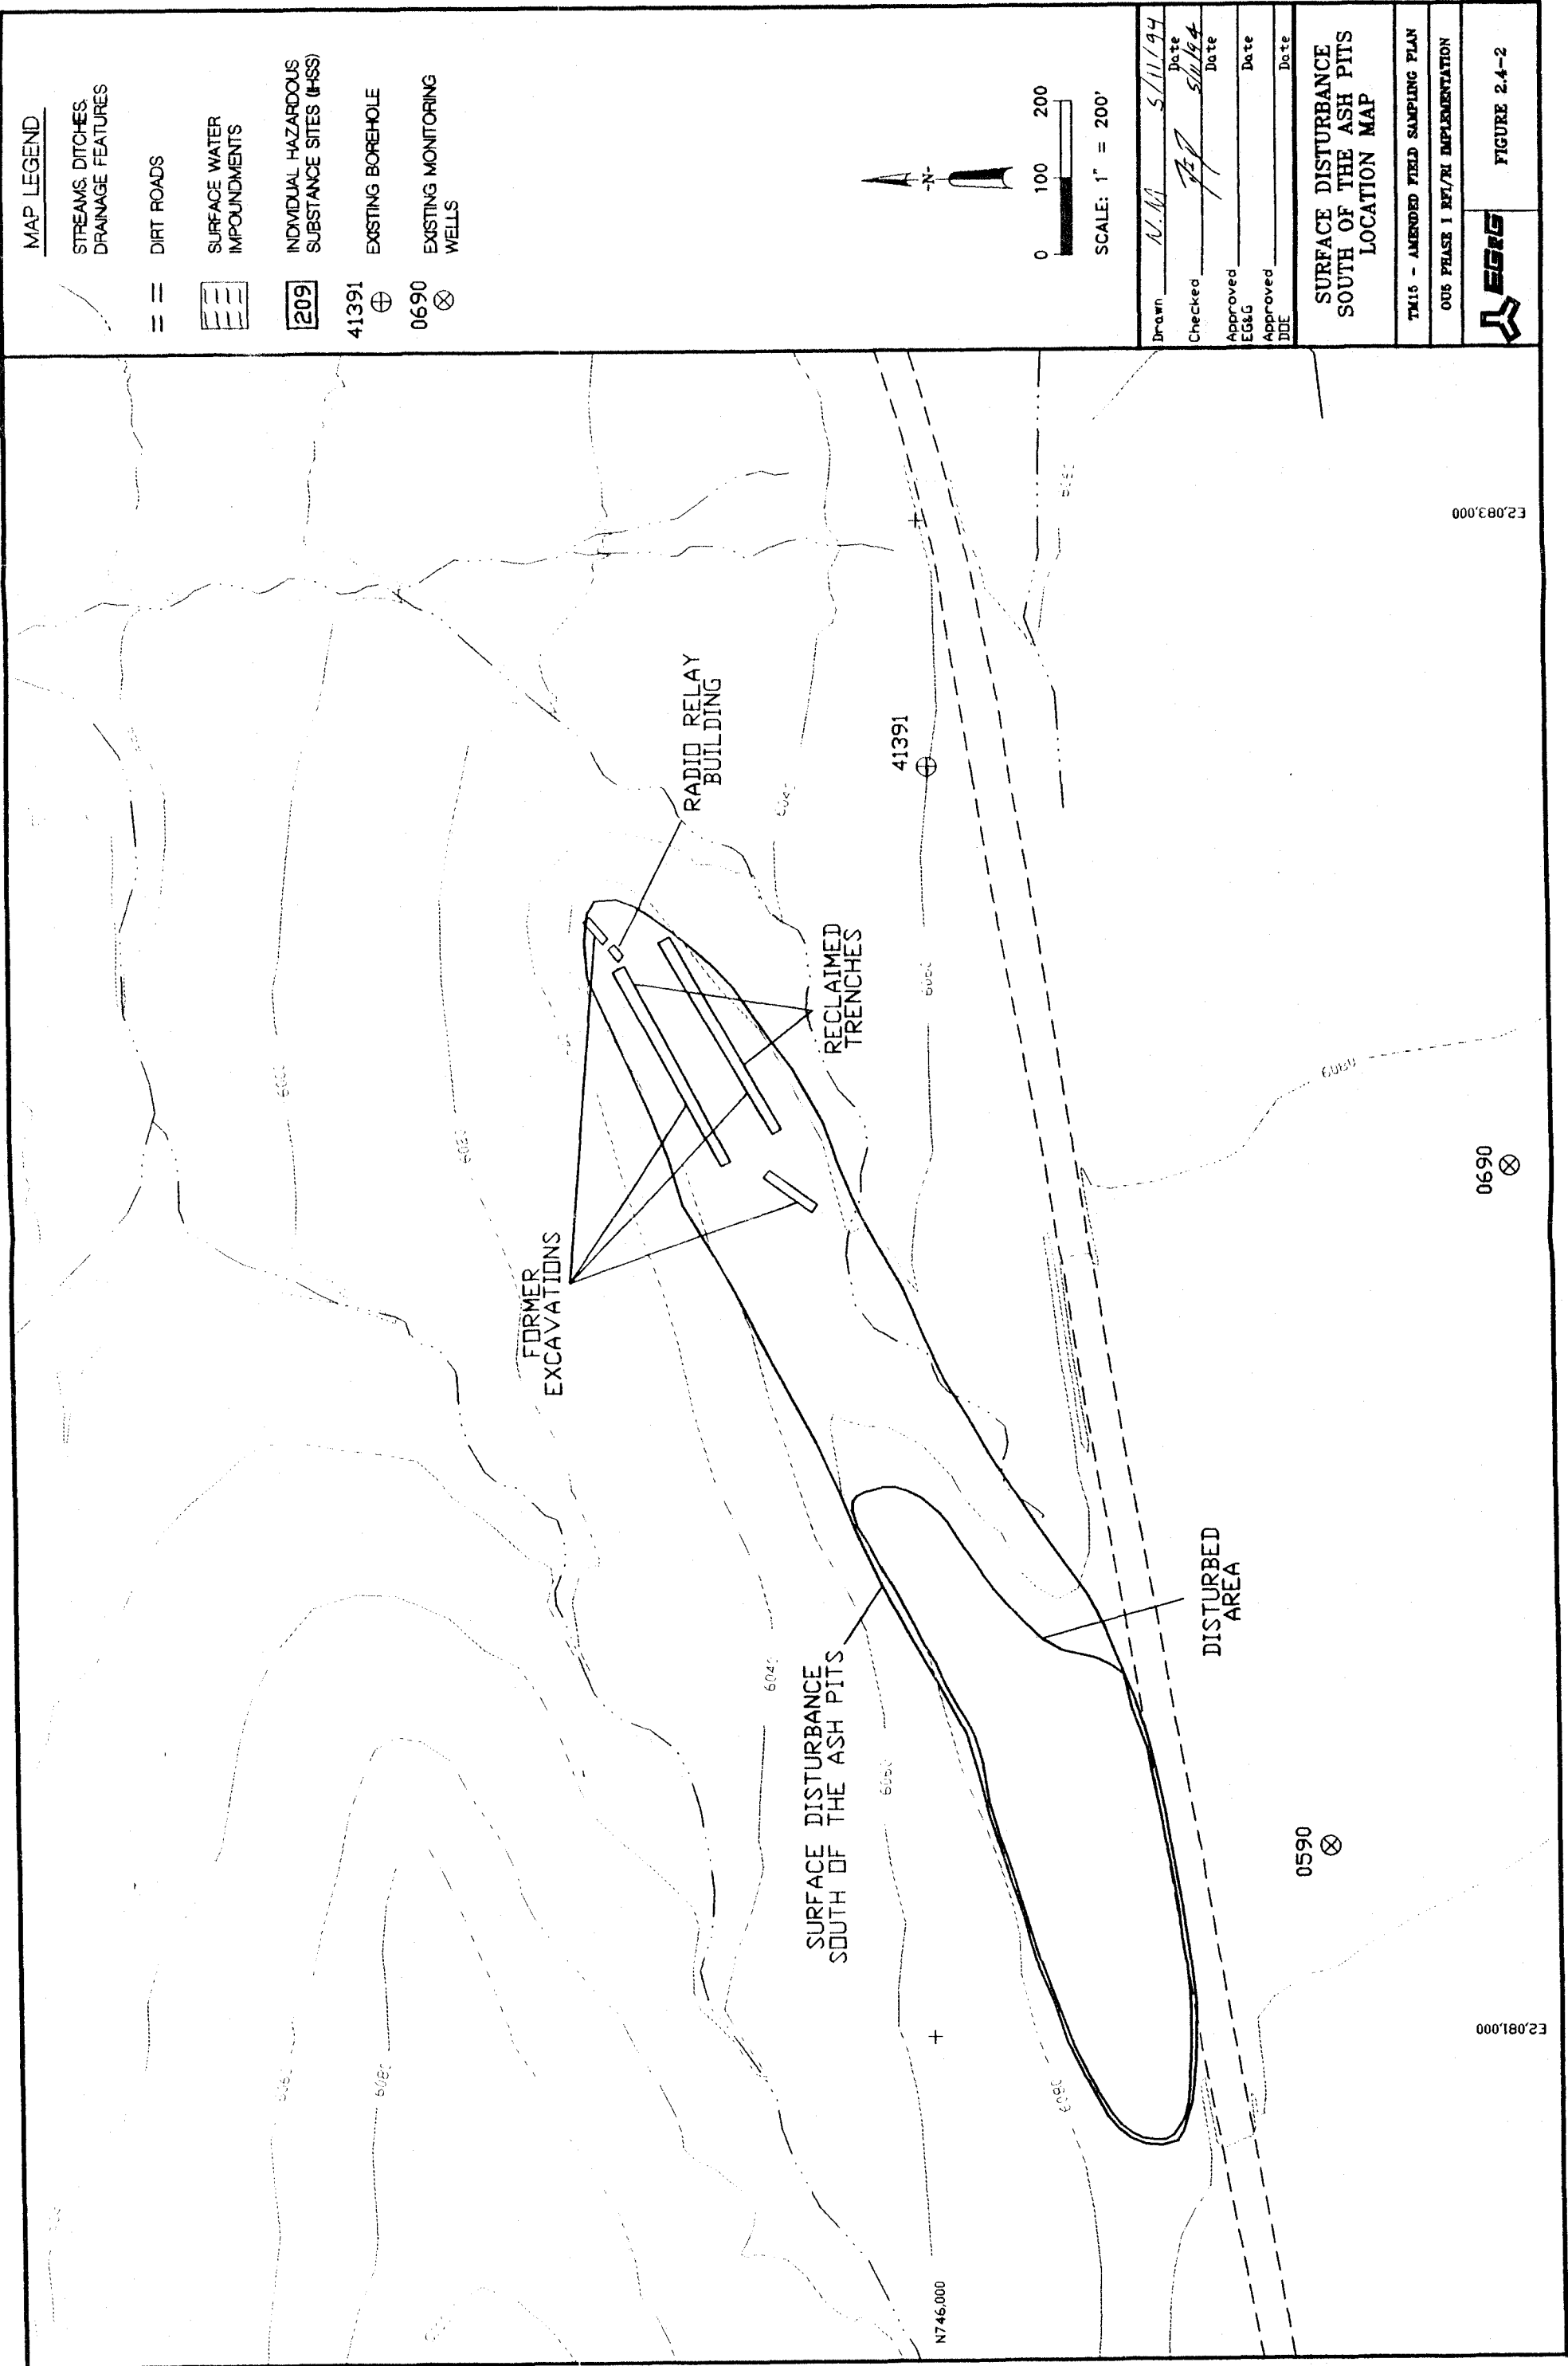 MAP LEGEND
STREAMS, DITCHES,
DRAINAGE FEATURES
DIRT ROADS
SURFACE WATER
IMPOUNDMENTS
209
INDIVIDUAL HAZARDOUS
SUBSTANCE SITES (IHSS)
41391
EXISTING BOREHOLE
0690
EXISTING MONITORING
WELLS
-N-
0 100 200
SCALE: 1" = 200'
Drawn N.M 5/11/94
Date
Checked 5/11/94
Date
Approved
EG&G
Date
Approved
DOE
Date
SURFACE DISTURBANCE
SOUTH OF THE ASH PITS
LOCATION MAP
TM15 - AMENDED FIELD SAMPLING PLAN
OU5 PHASE I RFI/RI IMPLEMENTATION
EG&G
FIGURE 2.4-2
FORMER
EXCAVATIONS
RADIO RELAY
BUILDING
RECLAIMED
TRENCHES
41391
SURFACE DISTURBANCE
SOUTH OF THE ASH PITS
DISTURBED
AREA
0590
0690
6080
6080
N746,000
E2,081,000
E2,083,000